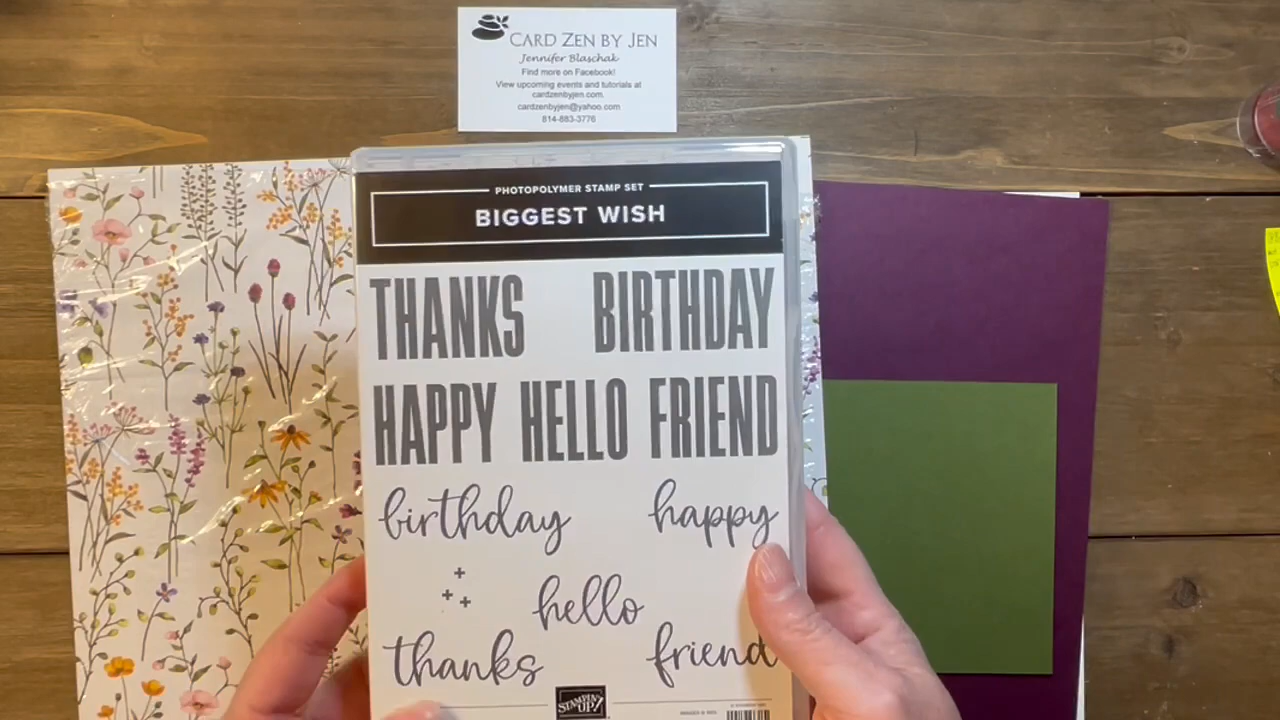 CARD ZEN BY JEN
Jennifer Blaschak
Find more on Facebook!
View upcoming events and tutorials at
cardzenbyjen.com.
cardzenbyjen@yahoo.com
814-883-3776
PHOTOPOLYMER STAMP SET
BIGGEST WISH
THANKS BIRTHDAY
HAPPY HELLO FRIEND
birthday happy
hello
thanks friend
STAMPIN' UP!